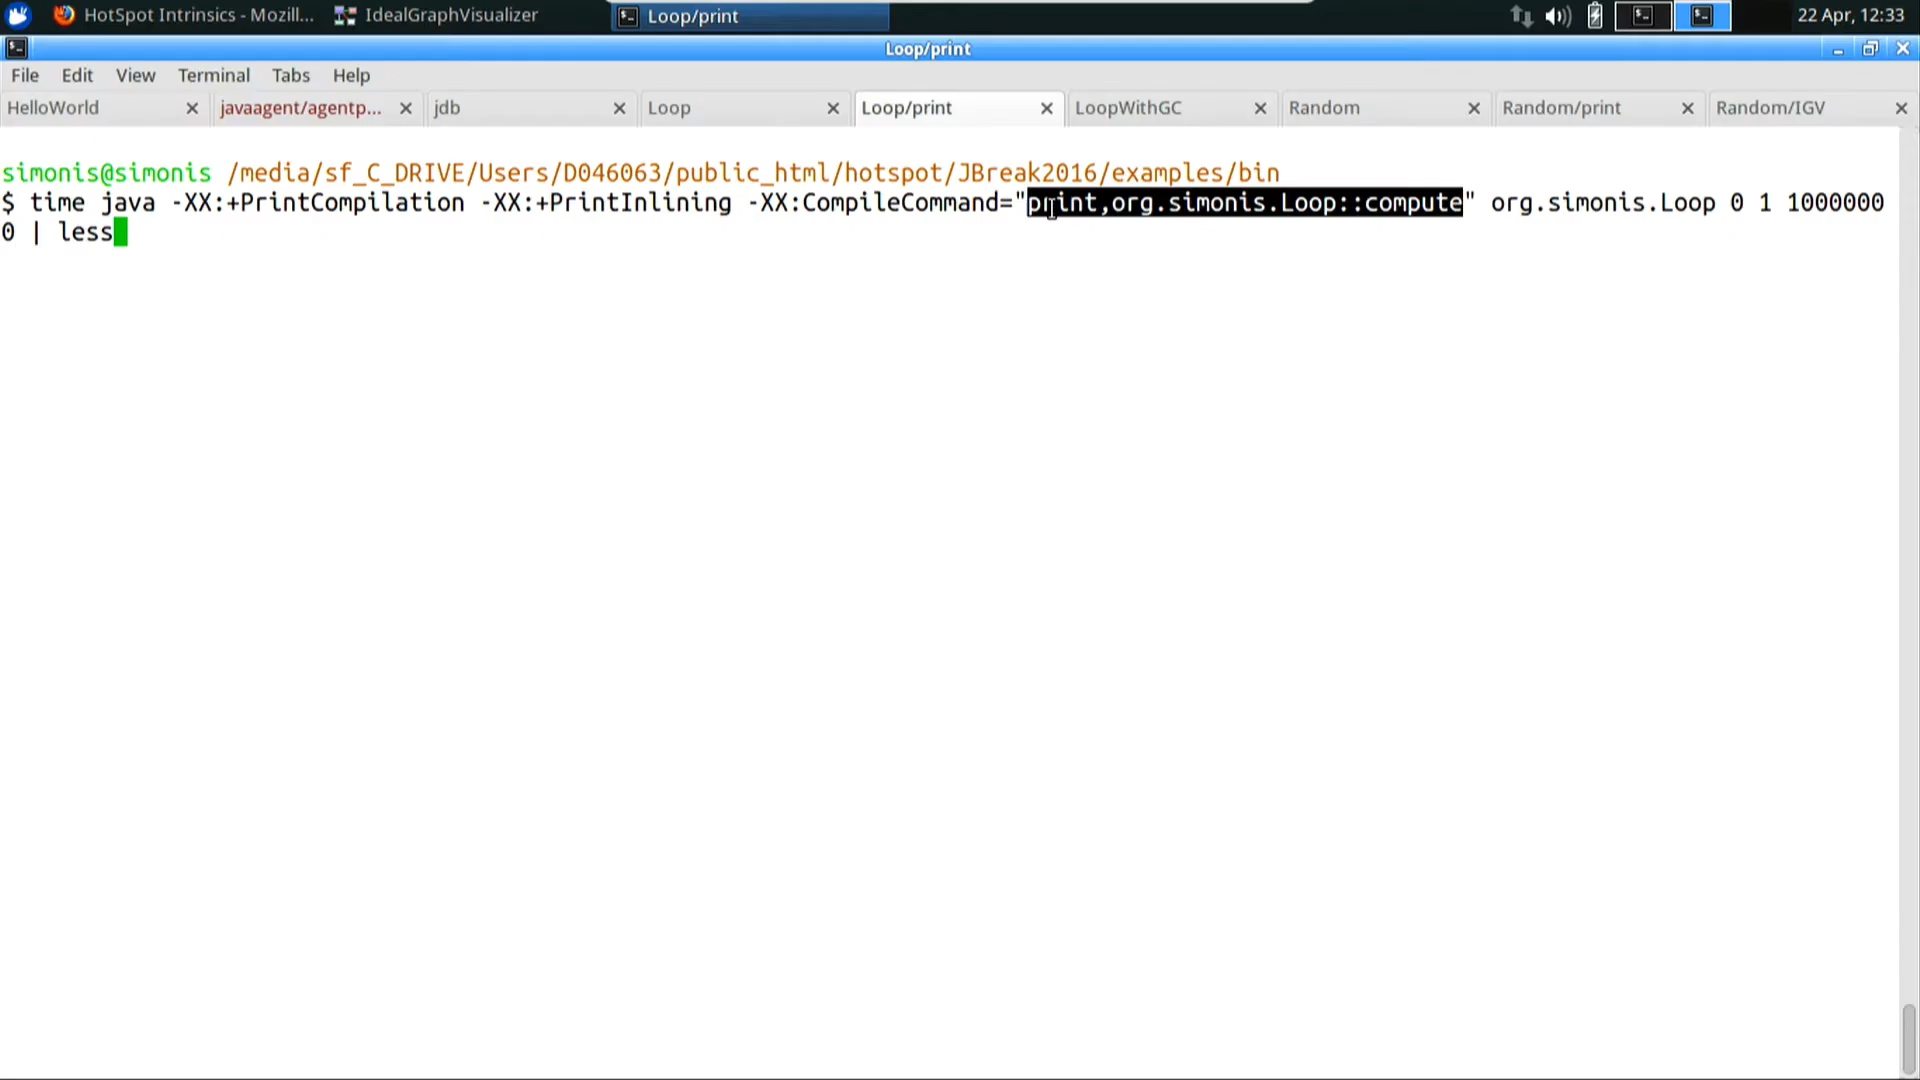 HotSpot Intrinsics - Mozill... IdealGraphVisualizer Loop/print 22 Apr, 12:33
Loop/print
File Edit View Terminal Tabs Help
HelloWorld javaagent/agentp... jdb Loop Loop/print LoopWithGC Random Random/print Random/IGV
simonis@simonis /media/sf_C_DRIVE/Users/D046063/public_html/hotspot/JBreak2016/examples/bin
$ time java -XX:+PrintCompilation -XX:+PrintInlining -XX:CompileCommand="print,org.simonis.Loop::compute" org.simonis.Loop 0 1 1000000
0 | less